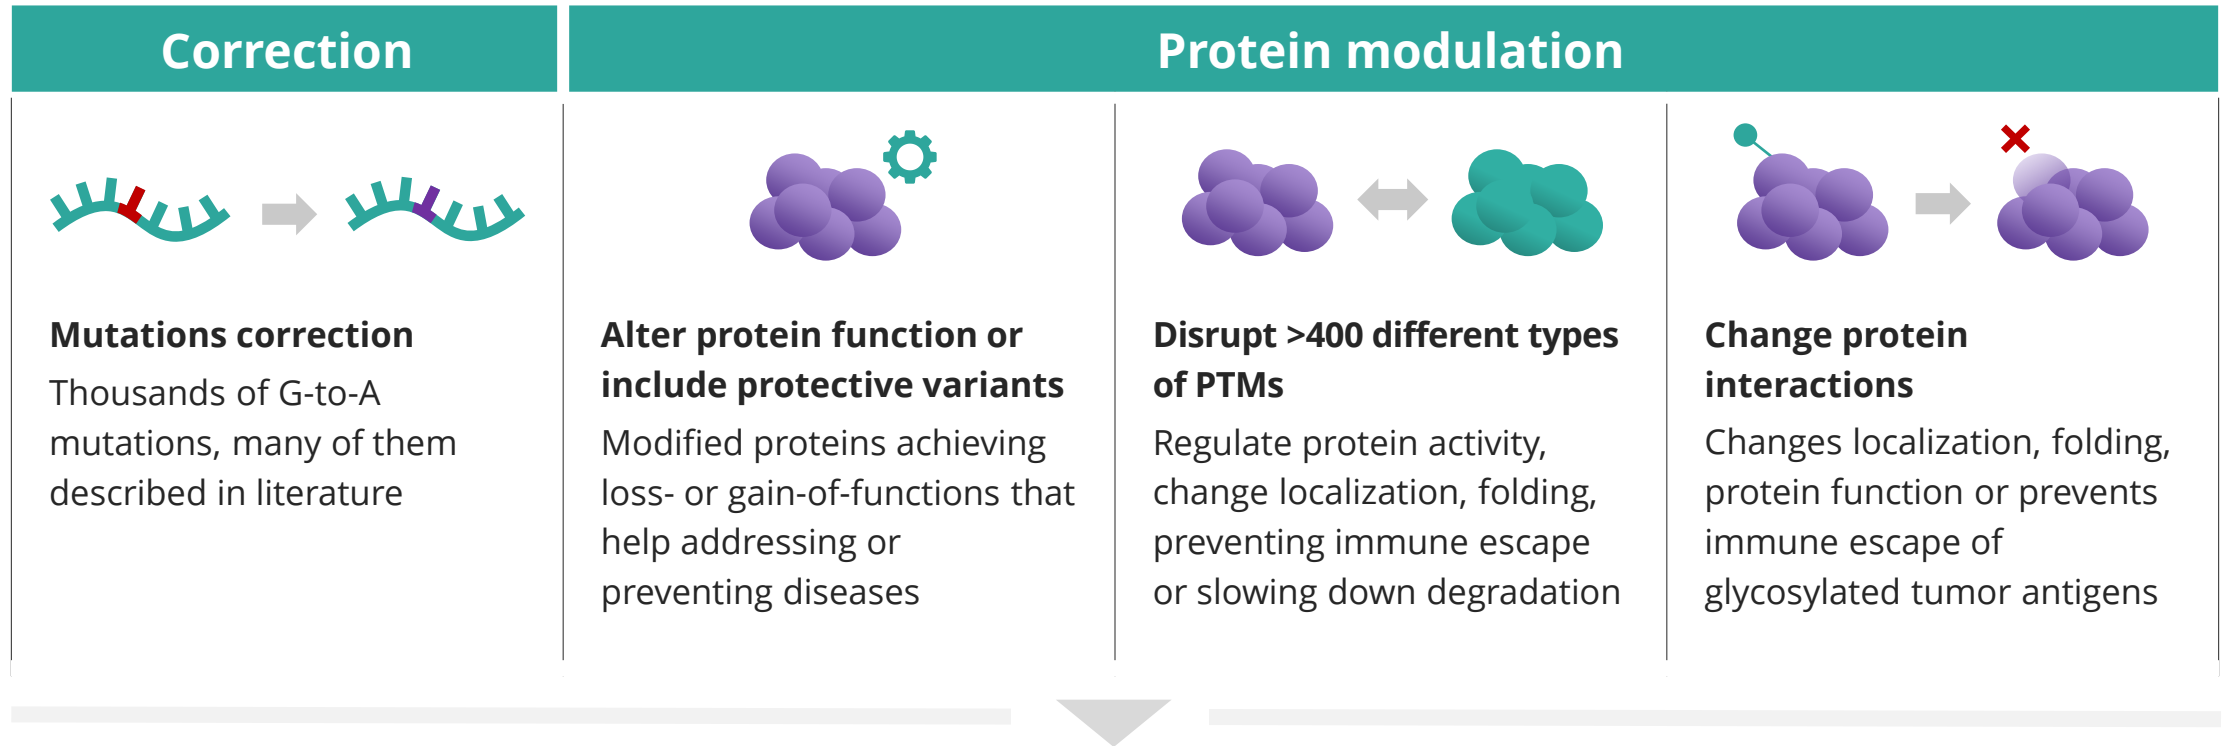 Correction
Protein modulation
Mutations correction
Thousands of G-to-A
mutations, many of them
described in literature
Alter protein function or
include protective variants
Modified proteins achieving
loss- or gain-of-functions that
help addressing or
preventing diseases
Disrupt >400 different types
of PTMs
Regulate protein activity,
change localization, folding,
preventing immune escape
or slowing down degradation
Change protein
interactions
Changes localization, folding,
protein function or prevents
immune escape of
glycosylated tumor antigens